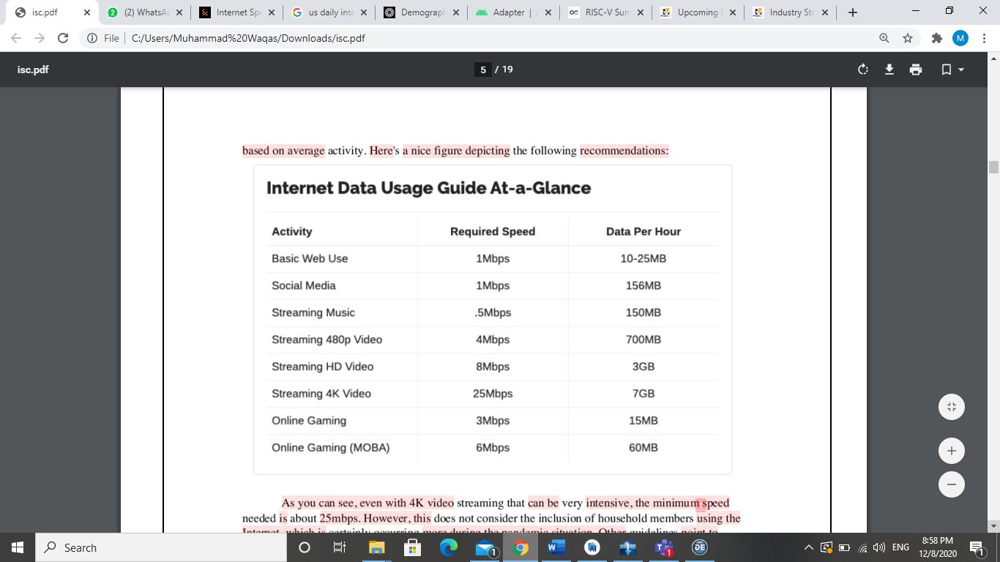 isc.pdf
(2) WhatsA
Internet Spe
us daily inte
Demograph
Adapter |
RISC-V Sum
Upcoming
Industry Str
File | C:/Users/Muhammad%20Waqas/Downloads/isc.pdf
M
isc.pdf
5 / 19
based on average activity. Here's a nice figure depicting the following recommendations:
Internet Data Usage Guide At-a-Glance
Activity Required Speed Data Per Hour
Basic Web Use 1Mbps 10-25MB
Social Media 1Mbps 156MB
Streaming Music .5Mbps 150MB
Streaming 480p Video 4Mbps 700MB
Streaming HD Video 8Mbps 3GB
Streaming 4K Video 25Mbps 7GB
Online Gaming 3Mbps 15MB
Online Gaming (MOBA) 6Mbps 60MB
As you can see, even with 4K video streaming that can be very intensive, the minimum speed
needed is about 25mbps. However, this does not consider the inclusion of household members using the
Internet, which is certainly occurring more during the pandemic situation. Other guidelines point to
Search
ENG
8:58 PM
12/8/2020